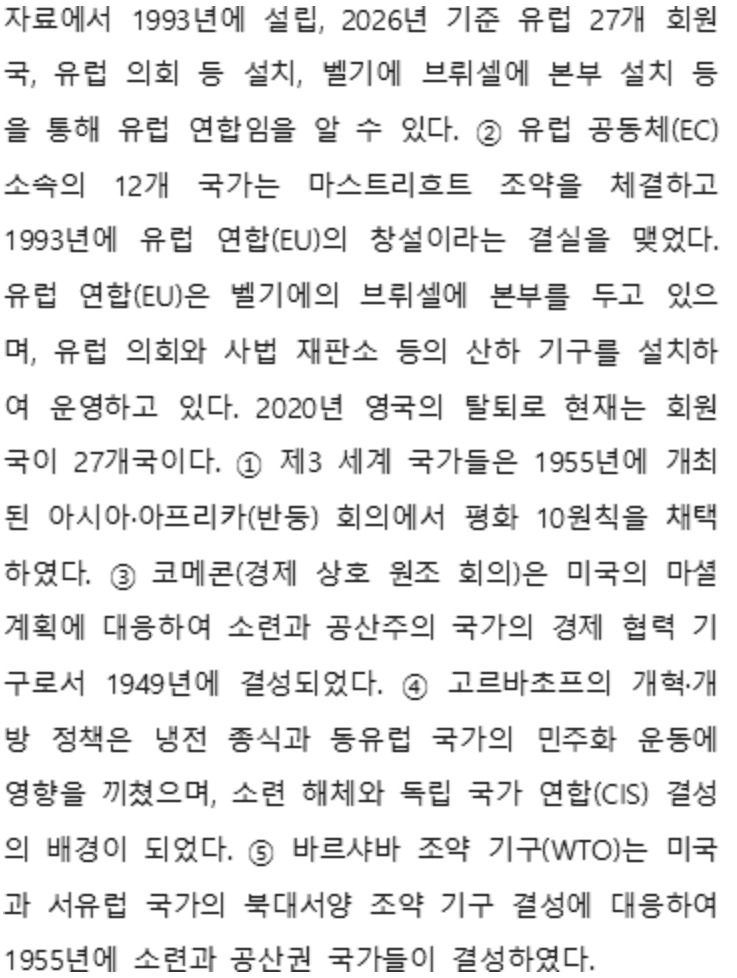 자료에서 1993년에 설립, 2026년 기준 유럽 27개 회원
국, 유럽 의회 등 설치, 벨기에 브뤼셀에 본부 설치 등
을 통해 유럽 연합임을 알 수 있다. ② 유럽 공동체(EC)
소속의 12개 국가는 마스트리흐트 조약을 체결하고
1993년에 유럽 연합(EU)의 창설이라는 결실을 맺었다.
유럽 연합(EU)은 벨기에의 브뤼셀에 본부를 두고 있으
며, 유럽 의회와 사법 재판소 등의 산하 기구를 설치하
여 운영하고 있다. 2020년 영국의 탈퇴로 현재는 회원
국이 27개국이다. ① 제3 세계 국가들은 1955년에 개최
된 아시아·아프리카(반둥) 회의에서 평화 10원칙을 채택
하였다. ③ 코메콘(경제 상호 원조 회의)은 미국의 마셜
계획에 대응하여 소련과 공산주의 국가의 경제 협력 기
구로서 1949년에 결성되었다. ④ 고르바초프의 개혁·개
방 정책은 냉전 종식과 동유럽 국가의 민주화 운동에
영향을 끼쳤으며, 소련 해체와 독립 국가 연합(CIS) 결성
의 배경이 되었다. ⑤ 바르샤바 조약 기구(WTO)는 미국
과 서유럽 국가의 북대서양 조약 기구 결성에 대응하여
1955년에 소련과 공산권 국가들이 결성하였다.